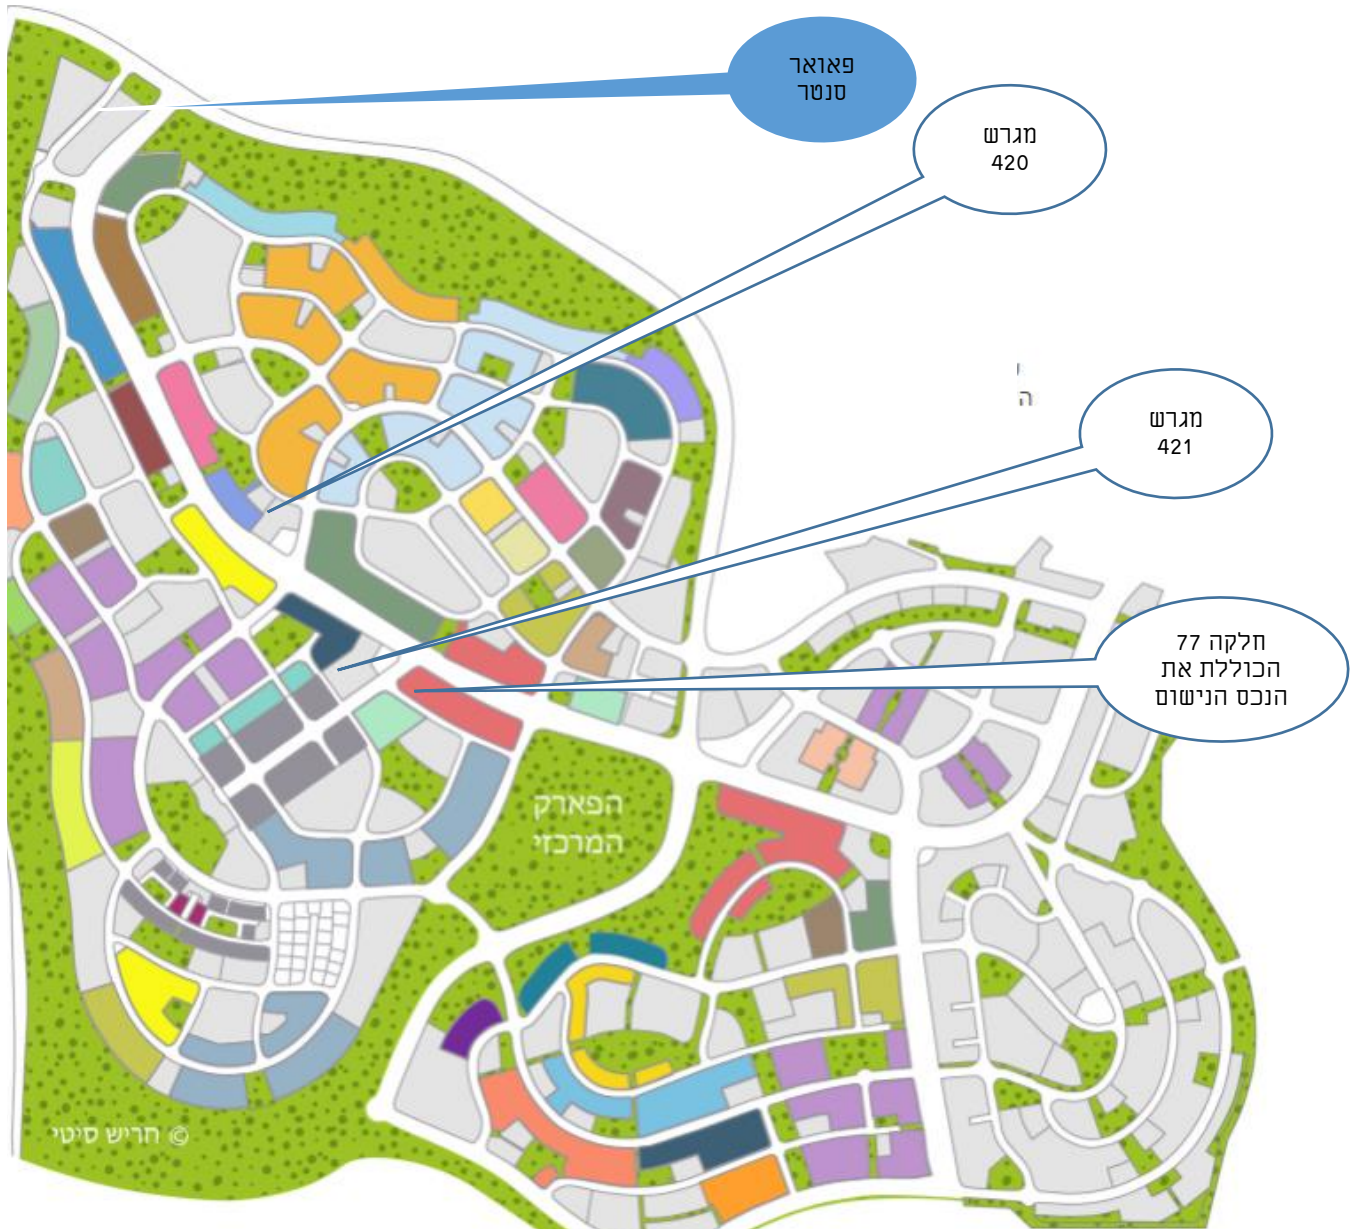 פאואר
סנטר
מגרש
420
מגרש
421
חלקה 77
הכוללת את
הנכס הנישום
הפארק
המרכזי
© חריש סיטי
ה